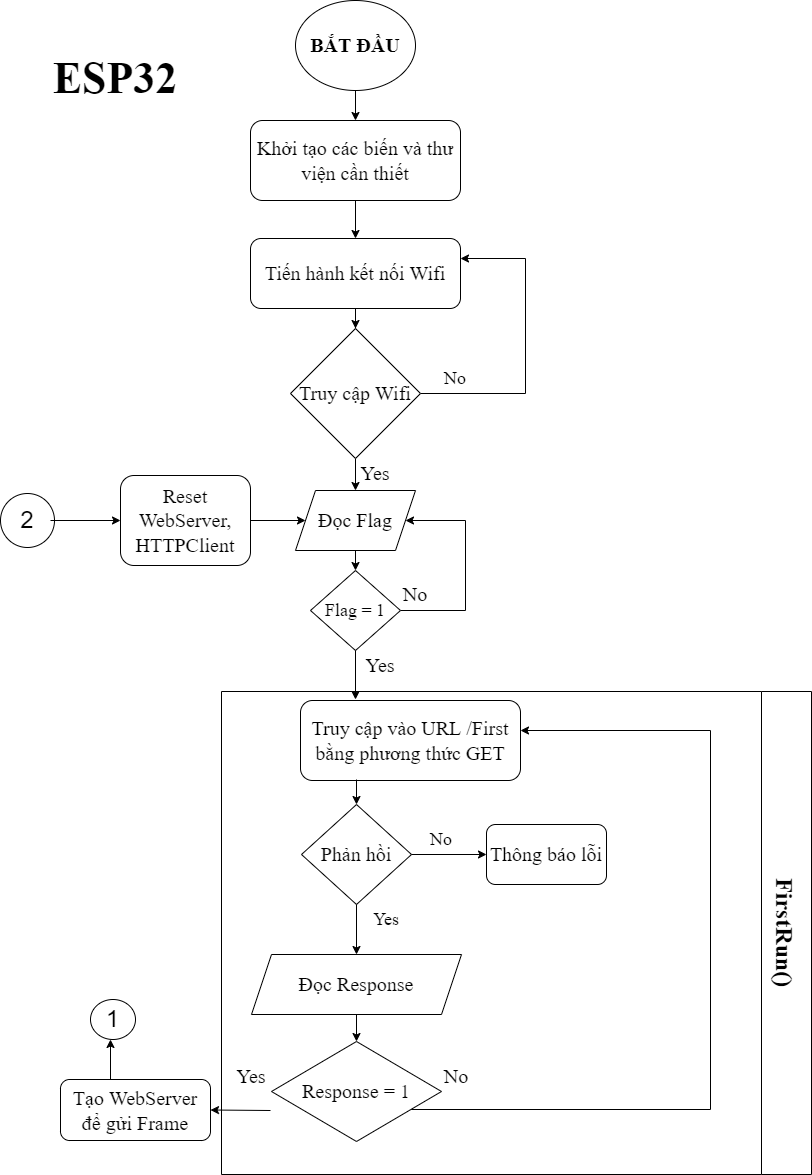 BẮT ĐẦU
ESP32
Khởi tạo các biến và thư
viện cần thiết
Tiến hành kết nối Wifi
No
Truy cập Wifi
Yes
2
Reset
WebServer,
HTTPClient
Đọc Flag
No
Flag = 1
Yes
Truy cập vào URL /First
bằng phương thức GET
Phản hồi
No
Thông báo lỗi
Yes
FirstRun()
Đọc Response
1
Yes
Response = 1
No
Tạo WebServer
để gửi Frame